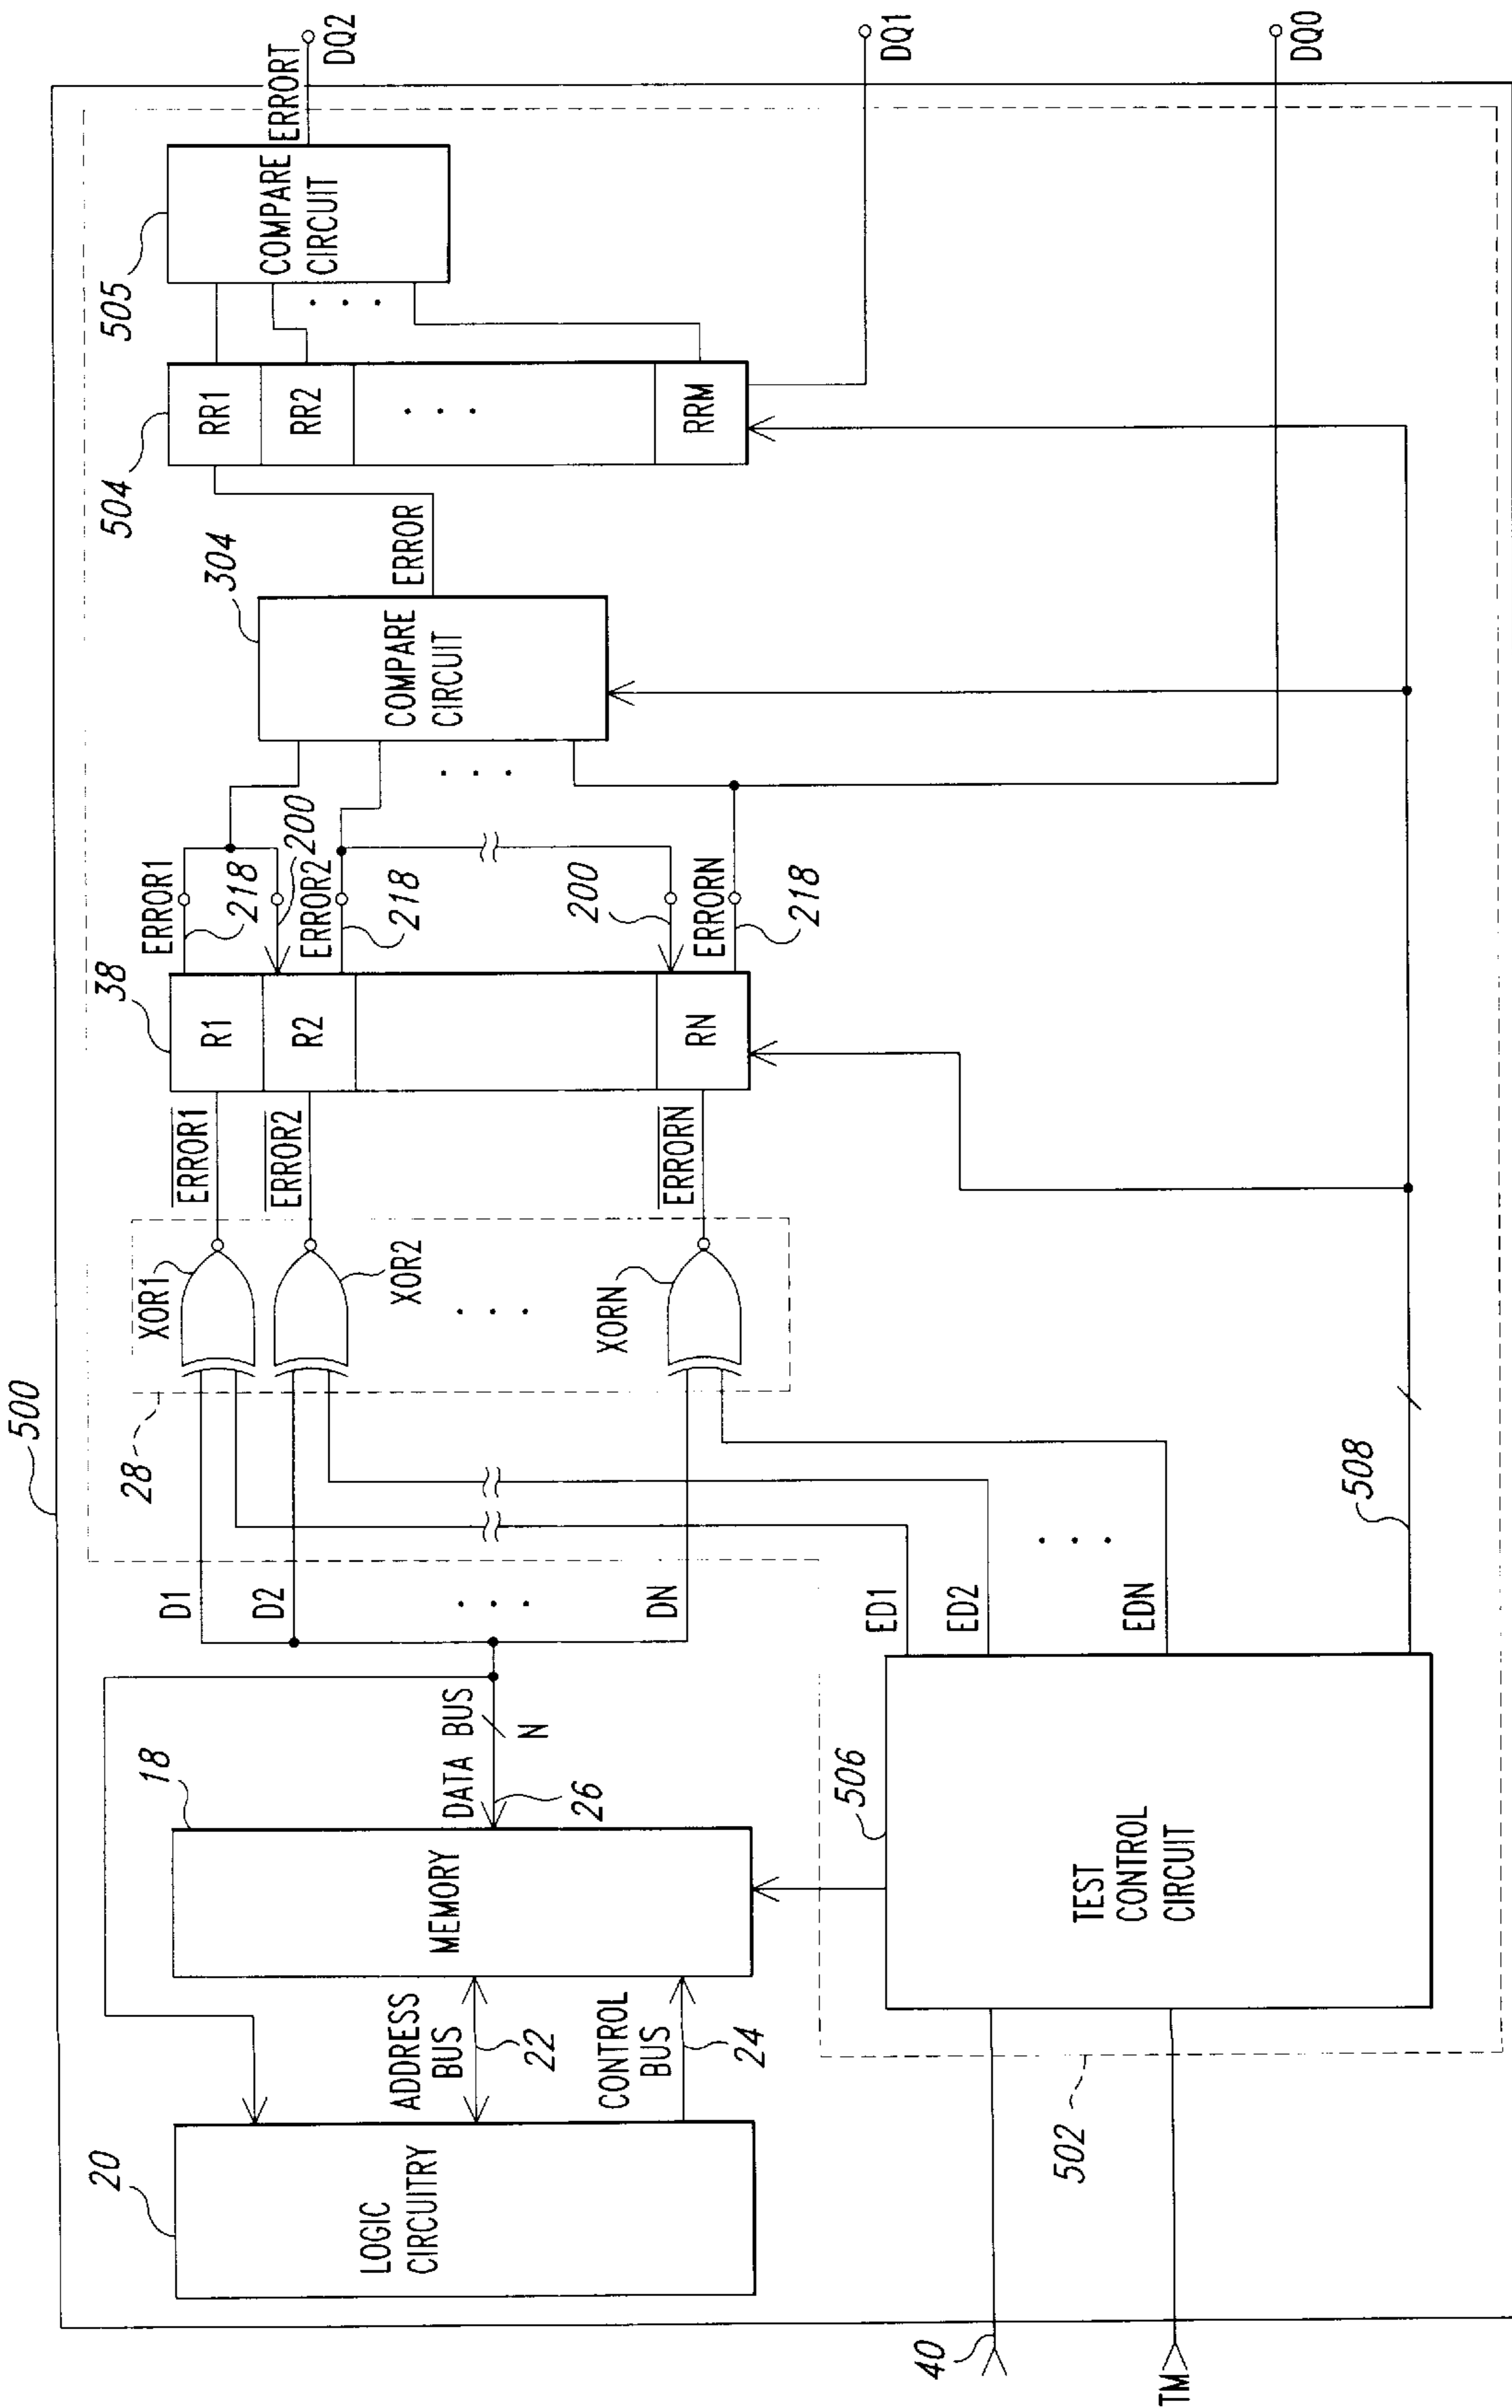 500
20
LOGIC
CIRCUITRY
ADDRESS
BUS
22
CONTROL
BUS
24
18
MEMORY
DATA BUS
N
26
D1
D2
. . .
DN
28
XOR1
XOR2
. . .
XORN
ERROR1
ERROR2
ERRORN
38
R1
R2
RN
ERROR1
218
200
ERROR2
218
200
ERRORN
218
. . .
304
COMPARE
CIRCUIT
ERROR
504
RR1
RR2
. . .
RRM
505
. . .
COMPARE
CIRCUIT
ERRORT
DQ2
DQ1
DQ0
40
TM
502
506
TEST
CONTROL
CIRCUIT
ED1
ED2
. . .
EDN
508